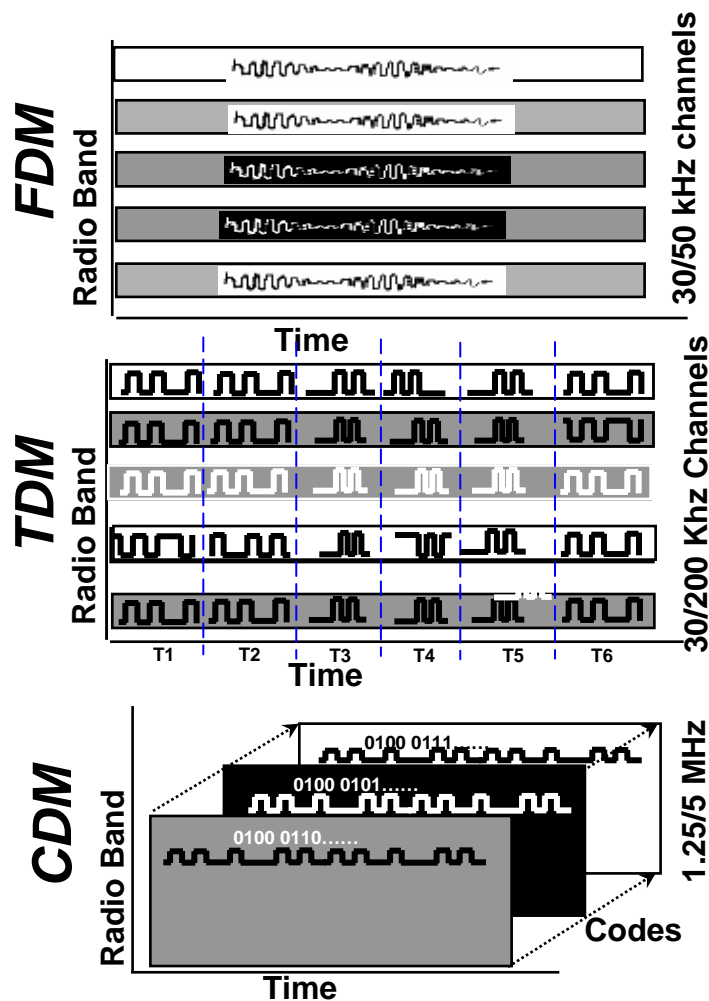 FDM
Radio Band
30/50 kHz channels
Time
TDM
Radio Band
30/200 Khz Channels
T1 T2 T3 T4 T5 T6
Time
CDM
Radio Band
0100 0111......
0100 0101......
0100 0110......
1.25/5 MHz
Codes
Time